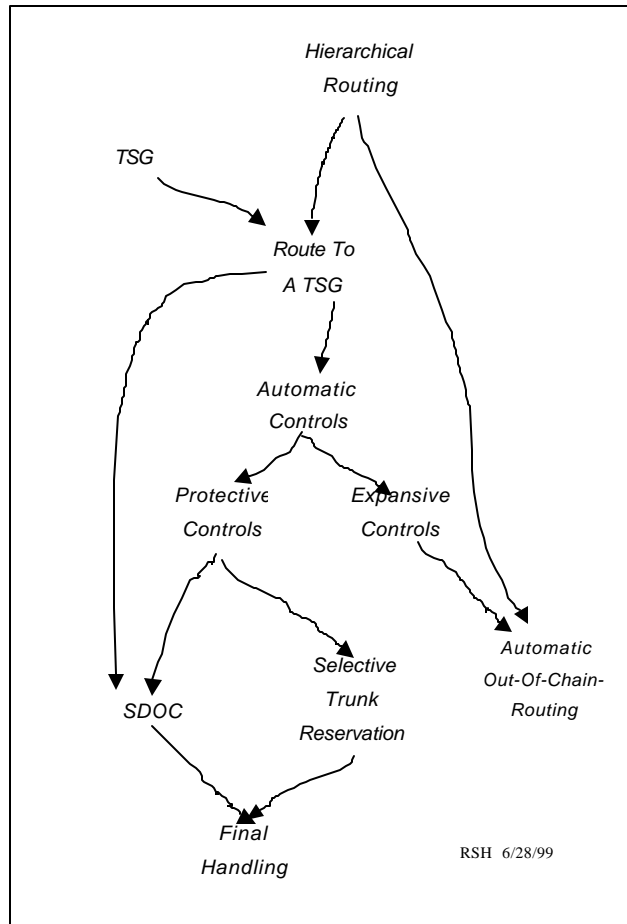 Hierarchical
Routing
TSG
Route To
A TSG
Automatic
Controls
Protective
Controls
Expansive
Controls
Selective
Trunk
Reservation
Automatic
Out-Of-Chain-
Routing
SDOC
Final
Handling
RSH 6/28/99